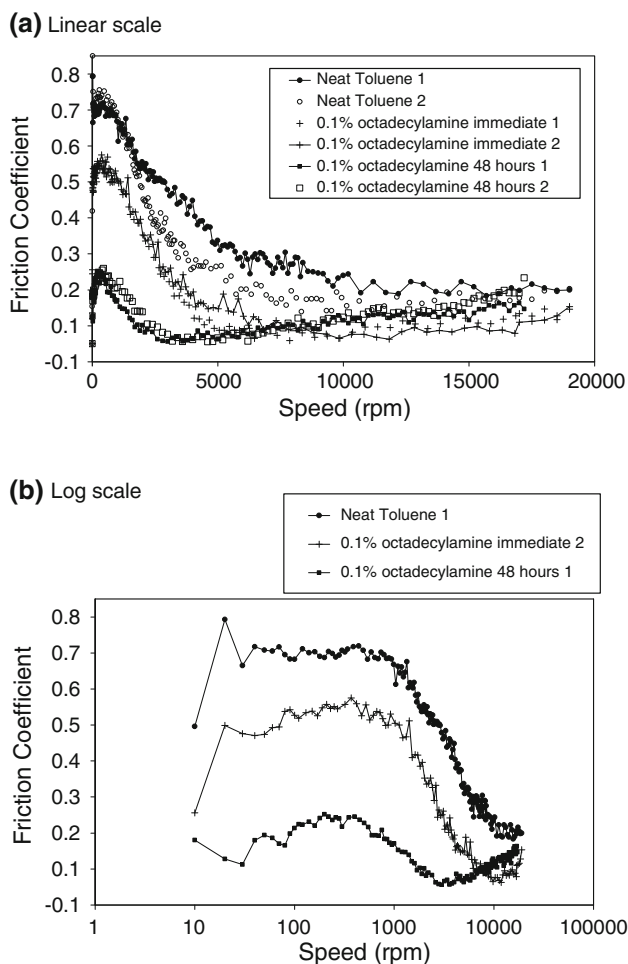 (a) Linear scale
Neat Toluene 1
Neat Toluene 2
0.1% octadecylamine immediate 1
0.1% octadecylamine immediate 2
0.1% octadecylamine 48 hours 1
0.1% octadecylamine 48 hours 2
Friction Coefficient
0.8
0.7
0.6
0.5
0.4
0.3
0.2
0.1
-0.1
0
5000
10000
15000
20000
Speed (rpm)
(b) Log scale
Neat Toluene 1
0.1% octadecylamine immediate 2
0.1% octadecylamine 48 hours 1
Friction Coefficient
0.8
0.7
0.6
0.5
0.4
0.3
0.2
0.1
-0.1
1
10
100
1000
10000
100000
Speed (rpm)